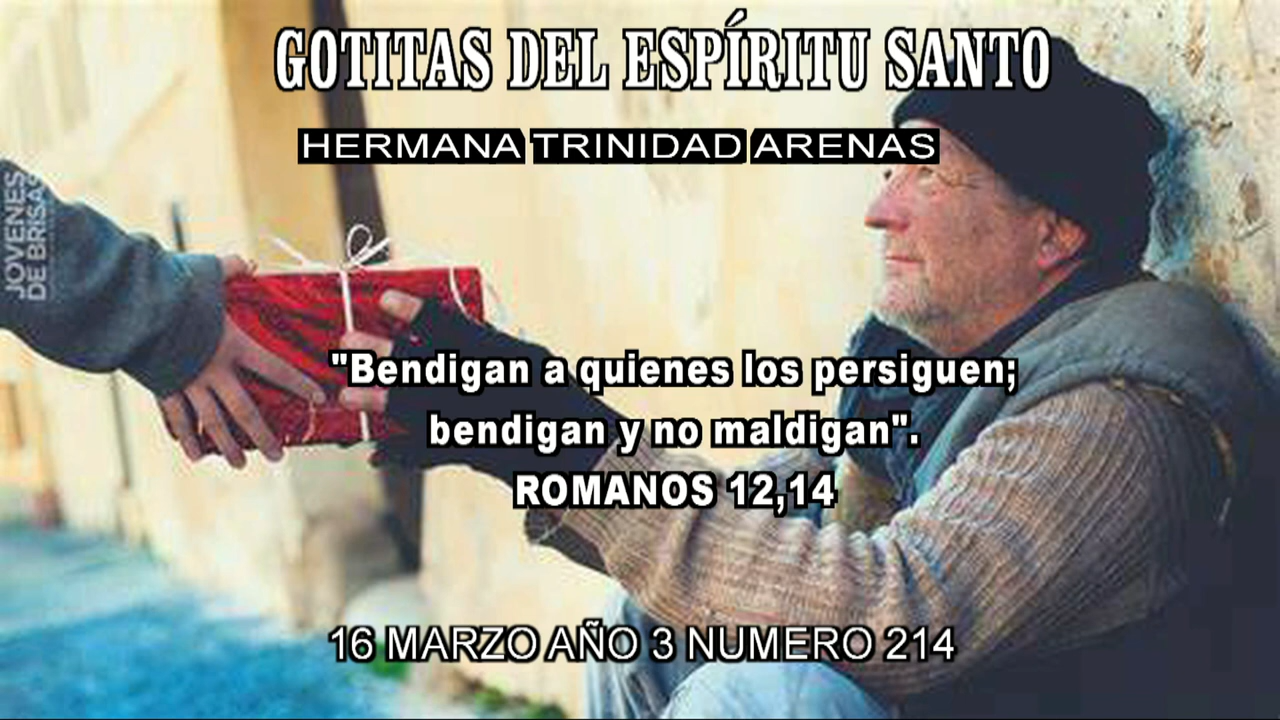 GOTITAS DEL ESPÍRITU SANTO
HERMANA TRINIDAD ARENAS
JOVENES
DE BRISAS
"Bendigan a quienes los persiguen;
bendigan y no maldigan".
ROMANOS 12,14
16 MARZO AÑO 3 NUMERO 214